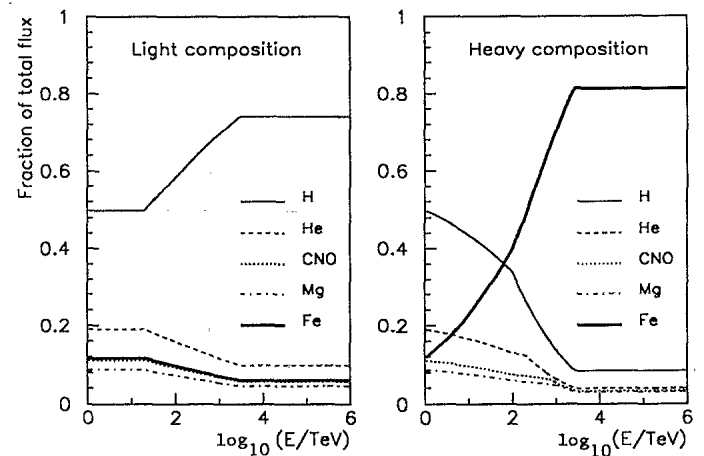 Fraction of total flux
Light composition
1
0.8
0.6
0.4
0.2
0
H
He
CNO
Mg
Fe
0 2 4 6
log10(E/TeV)
Heavy composition
1
0.8
0.6
0.4
0.2
0
H
He
CNO
Mg
Fe
0 2 4 6
log10(E/TeV)